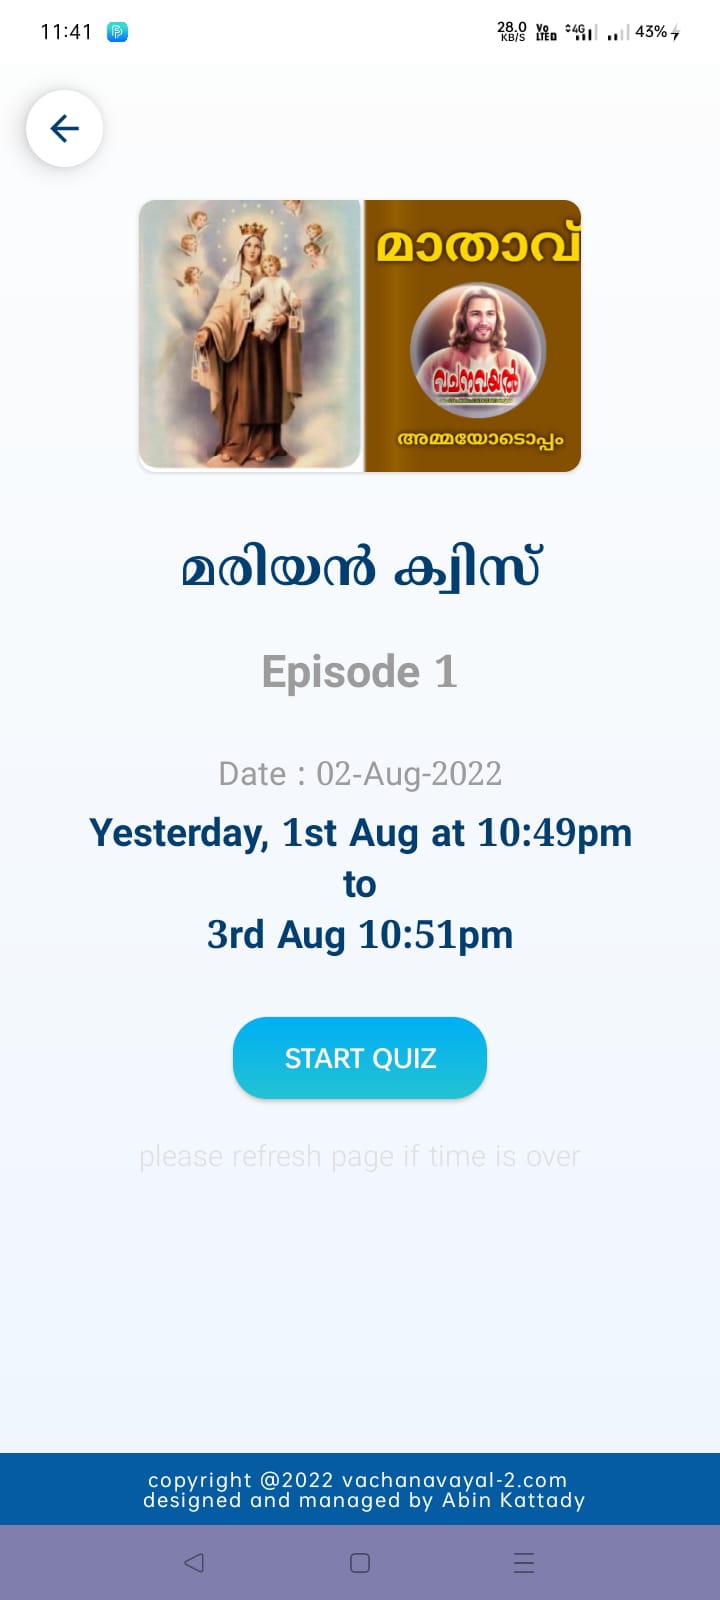 11:41
28.0 KB/S Vo LTED 4G 43%
മാതാവ്
വചനവയൽ
അമ്മയോടൊപ്പം
മരിയൻ ക്വിസ്
Episode 1
Date : 02-Aug-2022
Yesterday, 1st Aug at 10:49pm
to
3rd Aug 10:51pm
START QUIZ
please refresh page if time is over
copyright @2022 vachanavayal-2.com
designed and managed by Abin Kattady